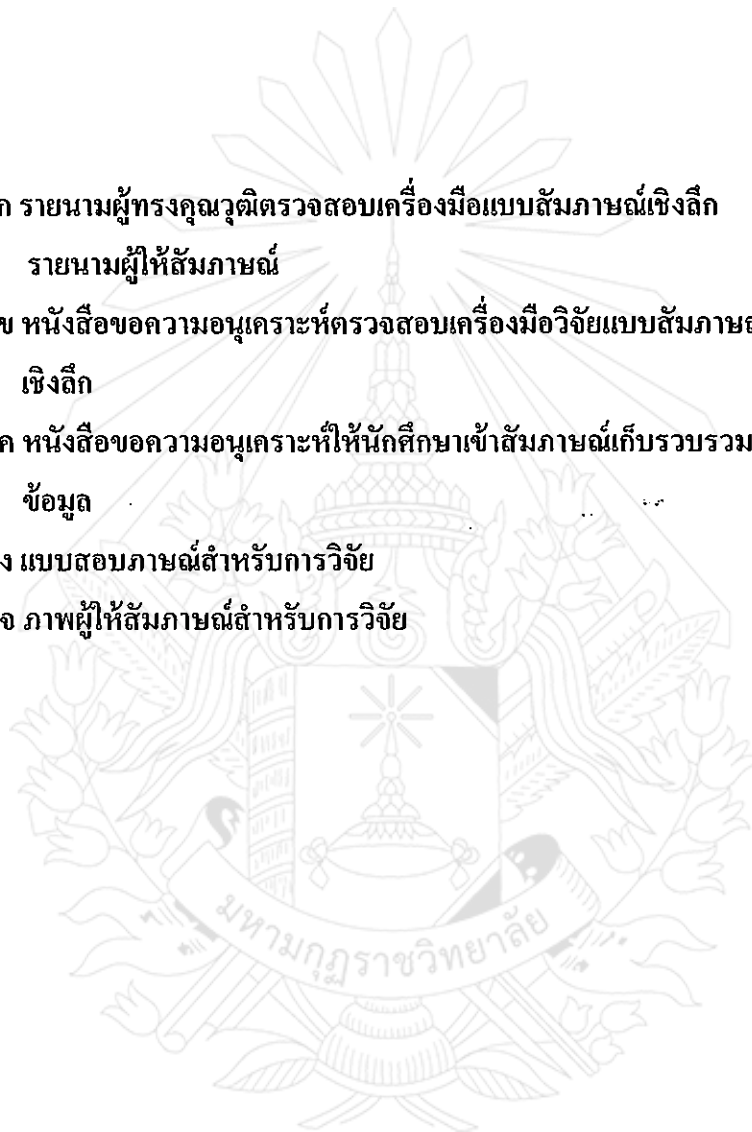 ก รายนามผู้ทรงคุณวุฒิตรวจสอบเครื่องมือแบบสัมภาษณ์เชิงลึก
รายนามผู้ให้สัมภาษณ์
ข หนังสือขอความอนุเคราะห์ตรวจสอบเครื่องมือวิจัยแบบสัมภาษณ์
เชิงลึก
ค หนังสือขอความอนุเคราะห์ให้นักศึกษาเข้าสัมภาษณ์เก็บรวบรวม
ข้อมูล
ง แบบสอบภาษณ์สำหรับการวิจัย
จ ภาพผู้ให้สัมภาษณ์สำหรับการวิจัย
มหามกุฏราชวิทยาลัย